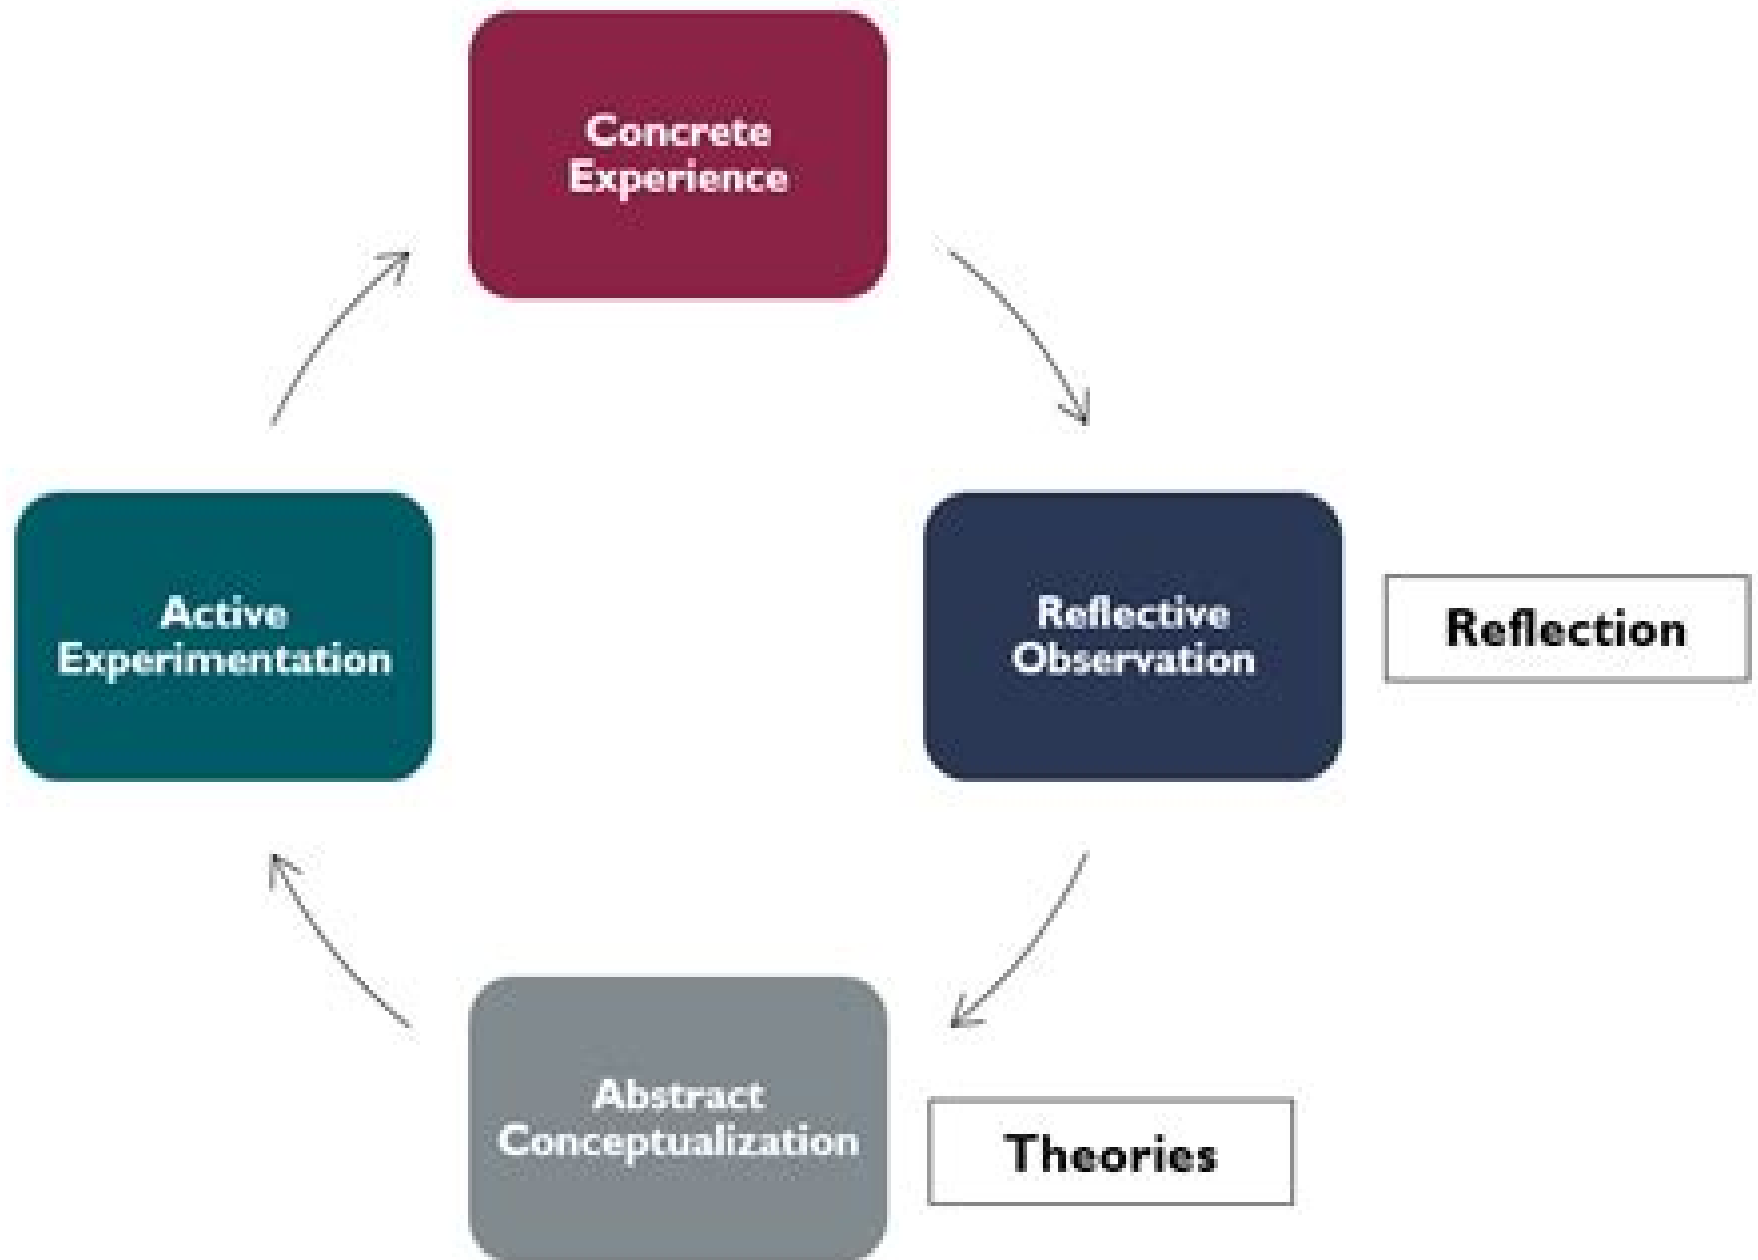 Concrete
Experience
Active
Experimentation
Reflective
Observation
Reflection
Abstract
Conceptualization
Theories